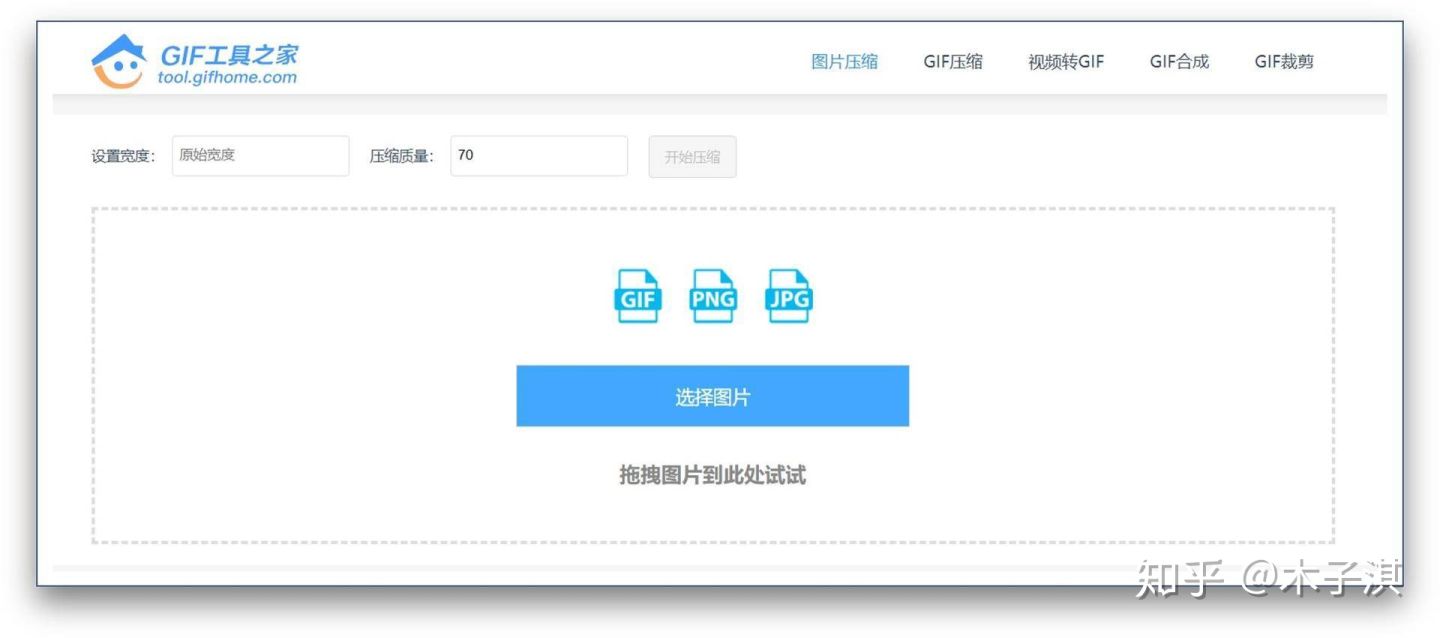 GIF工具之家
tool.gifhome.com
图片压缩 GIF压缩 视频转GIF GIF合成 GIF裁剪
设置宽度： 原始宽度 压缩质量： 70 开始压缩
GIF PNG JPG
选择图片
拖拽图片到此处试试
知乎 @木子淇